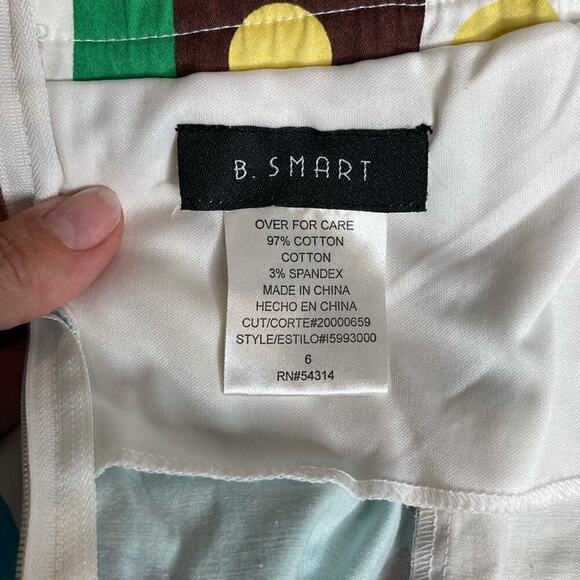 B. SMART
OVER FOR CARE
97% COTTON
COTTON
3% SPANDEX
MADE IN CHINA
HECHO EN CHINA
CUT/CORTE#20000659
STYLE/ESTILO#I5993000
6
RN#54314